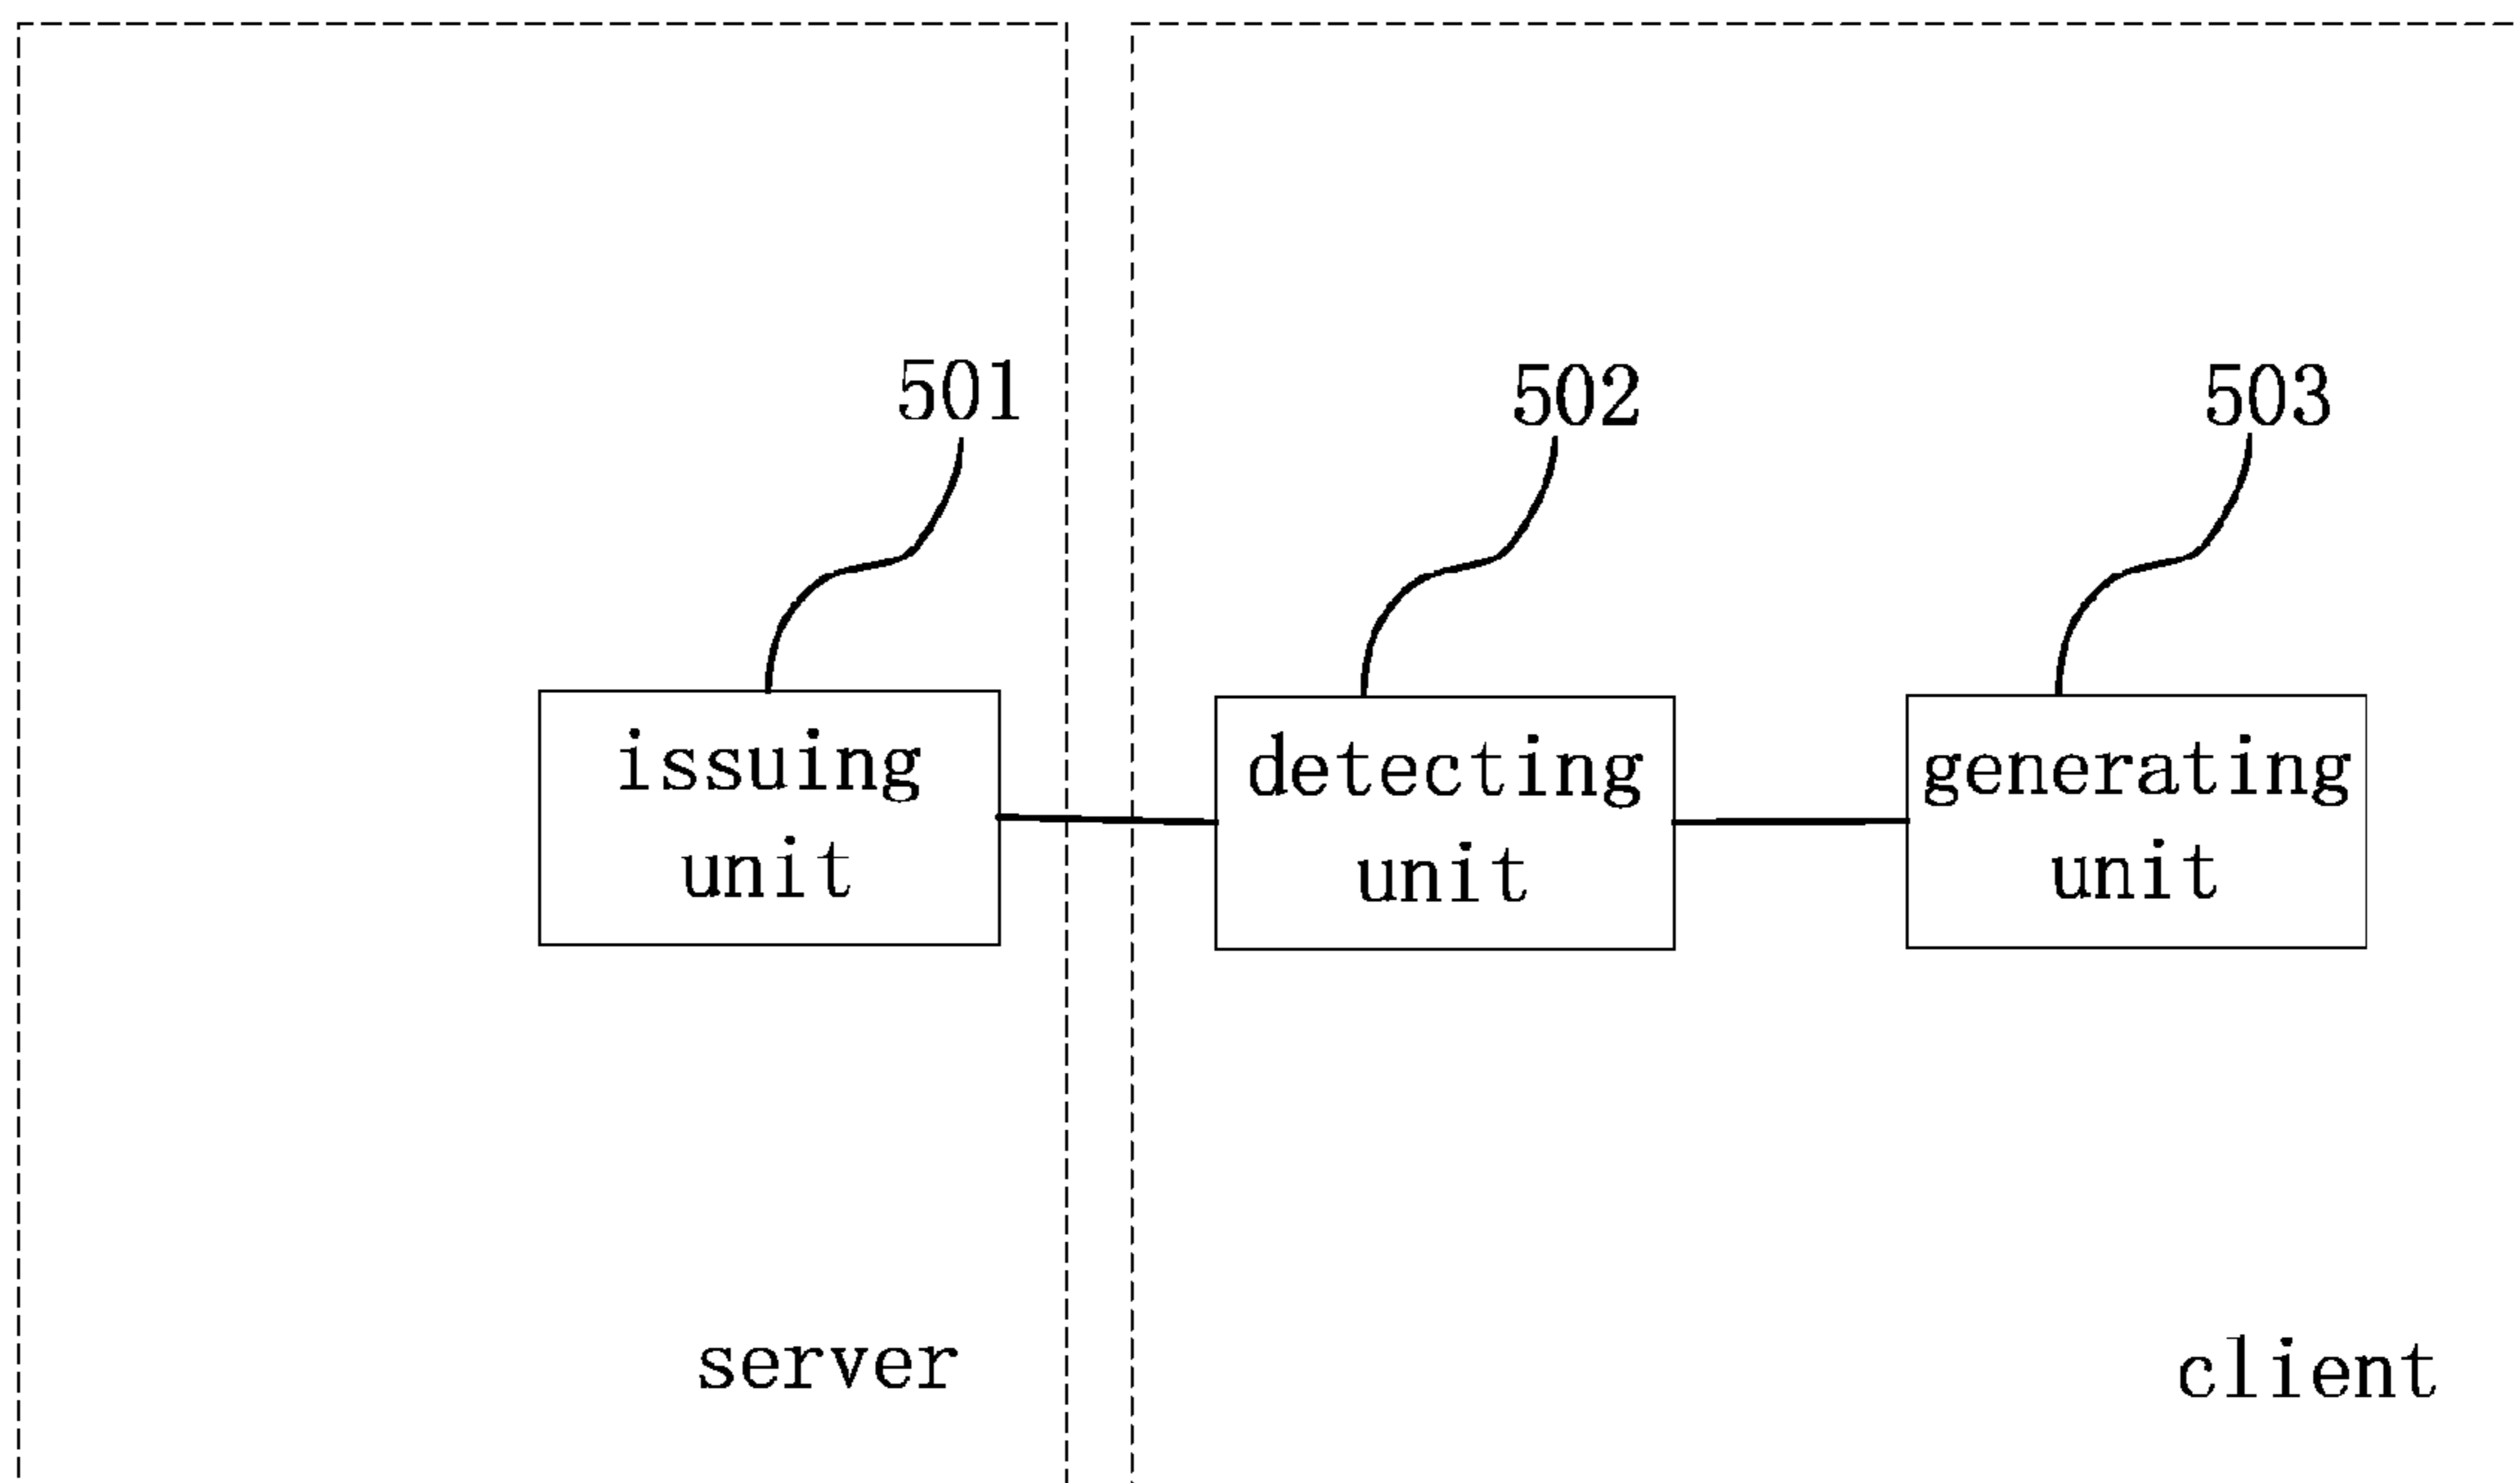 501
502
503
issuing
unit
detecting
unit
generating
unit
server
client